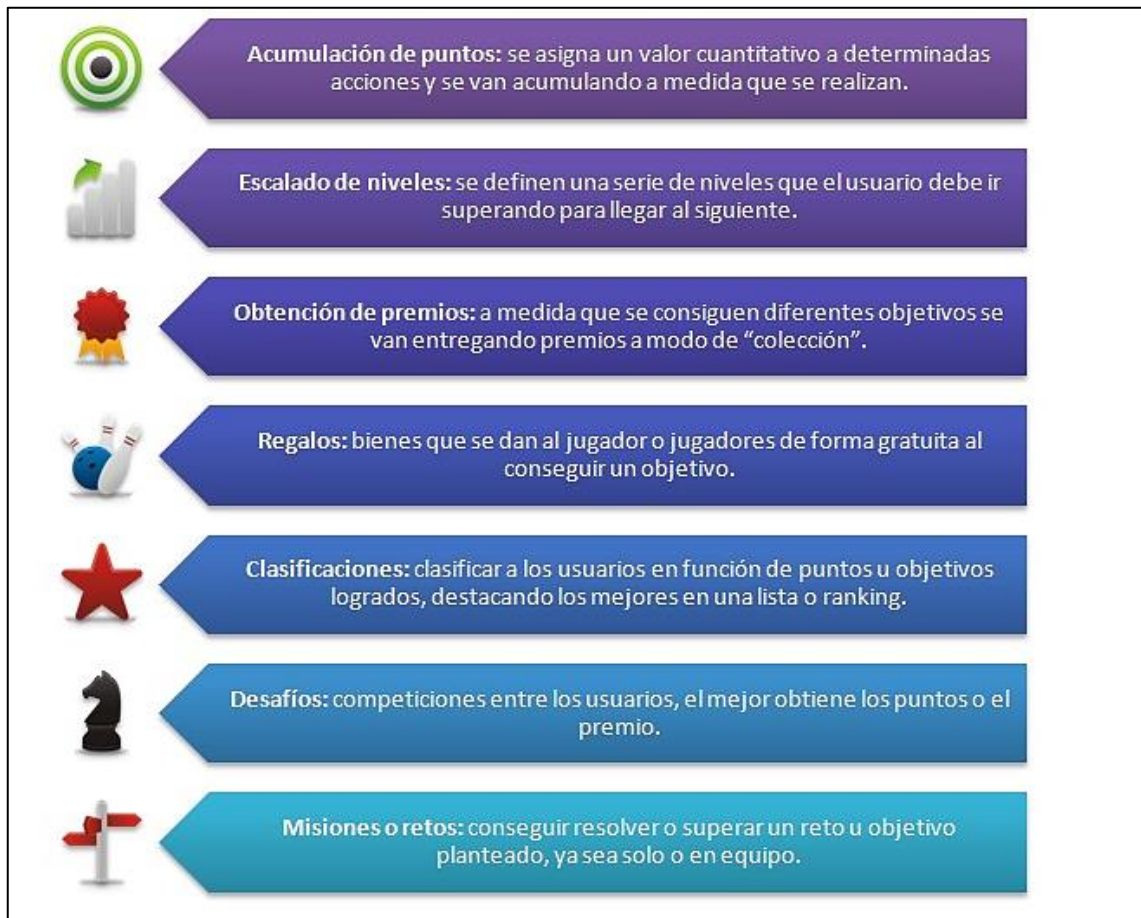 Acumulación de puntos: se asigna un valor cuantitativo a determinadas
acciones y se van acumulando a medida que se realizan.
Escalado de niveles: se definen una serie de niveles que el usuario debe ir
superando para llegar al siguiente.
Obtención de premios: a medida que se consiguen diferentes objetivos se
van entregando premios a modo de “colección”.
Regalos: bienes que se dan al jugador o jugadores de forma gratuita al
conseguir un objetivo.
Clasificaciones: clasificar a los usuarios en función de puntos u objetivos
logrados, destacando los mejores en una lista o ranking.
Desafíos: competiciones entre los usuarios, el mejor obtiene los puntos o el
premio.
Misiones o retos: conseguir resolver o superar un reto u objetivo
planteado, ya sea solo o en equipo.